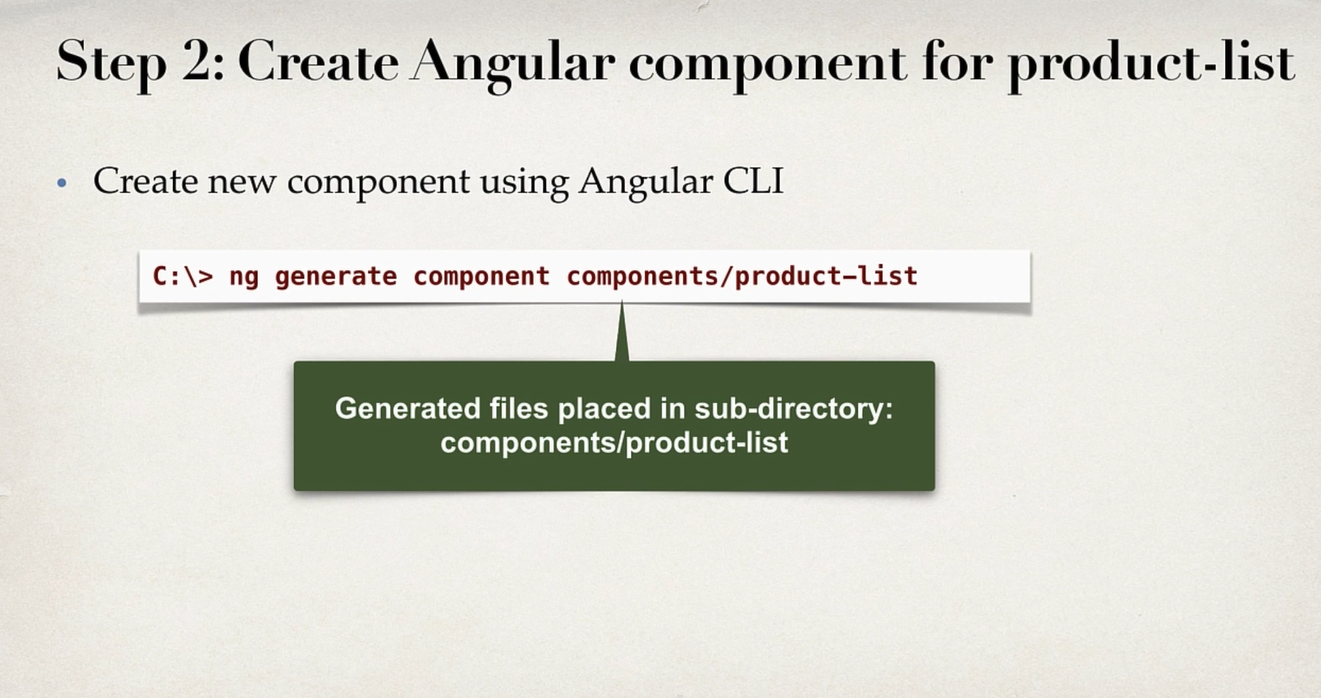 Step 2: Create Angular component for product-list
• Create new component using Angular CLI
C:\> ng generate component components/product-list
Generated files placed in sub-directory:
components/product-list